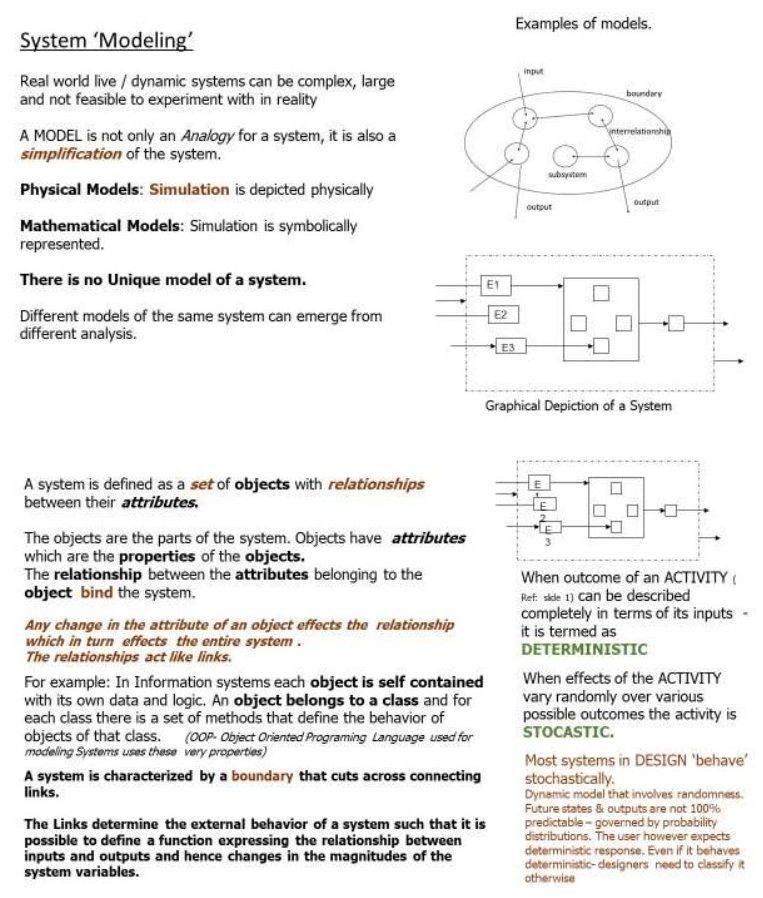 System ‘Modeling’
Real world live / dynamic systems can be complex, large
and not feasible to experiment with in reality
A MODEL is not only an Analogy for a system, it is also a
simplification of the system.
Physical Models: Simulation is depicted physically
Mathematical Models: Simulation is symbolically
represented.
There is no Unique model of a system.
Different models of the same system can emerge from
different analysis.
Examples of models.
input
boundary
interrelationship
subsystem
output
output
E1
E2
E3
Graphical Depiction of a System
A system is defined as a set of objects with relationships
between their attributes.
The objects are the parts of the system. Objects have attributes
which are the properties of the objects.
The relationship between the attributes belonging to the
object bind the system.
Any change in the attribute of an object effects the relationship
which in turn effects the entire system .
The relationships act like links.
For example: In Information systems each object is self contained
with its own data and logic. An object belongs to a class and for
each class there is a set of methods that define the behavior of
objects of that class. (OOP- Object Oriented Programing Language used for
modeling Systems uses these very properties)
A system is characterized by a boundary that cuts across connecting
links.
The Links determine the external behavior of a system such that it is
possible to define a function expressing the relationship between
inputs and outputs and hence changes in the magnitudes of the
system variables.
E
1
E
2
E
3
When outcome of an ACTIVITY (
Ref: slide 1) can be described
completely in terms of its inputs -
it is termed as
DETERMINISTIC
When effects of the ACTIVITY
vary randomly over various
possible outcomes the activity is
STOCASTIC.
Most systems in DESIGN ‘behave’
stochastically.
Dynamic model that involves randomness.
Future states & outputs are not 100%
predictable – governed by probability
distributions. The user however expects
deterministic response. Even if it behaves
deterministic- designers need to classify it
otherwise